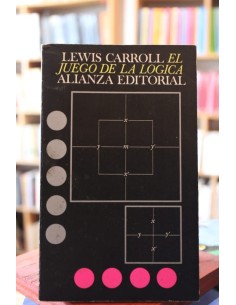 LEWIS CARROLL EL
JUEGO DE LA LOGICA
ALIANZA EDITORIAL
x
y m y'
x'
x
y y'
x'